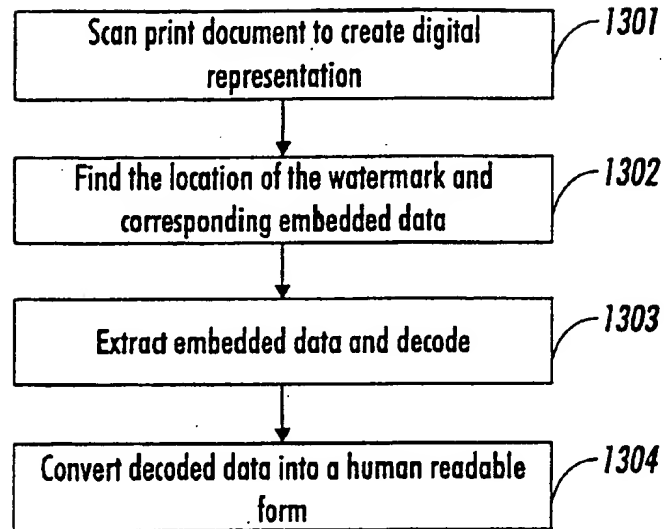 Scan print document to create digital
representation
1301
Find the location of the watermark and
corresponding embedded data
1302
Extract embedded data and decode
1303
Convert decoded data into a human readable
form
1304